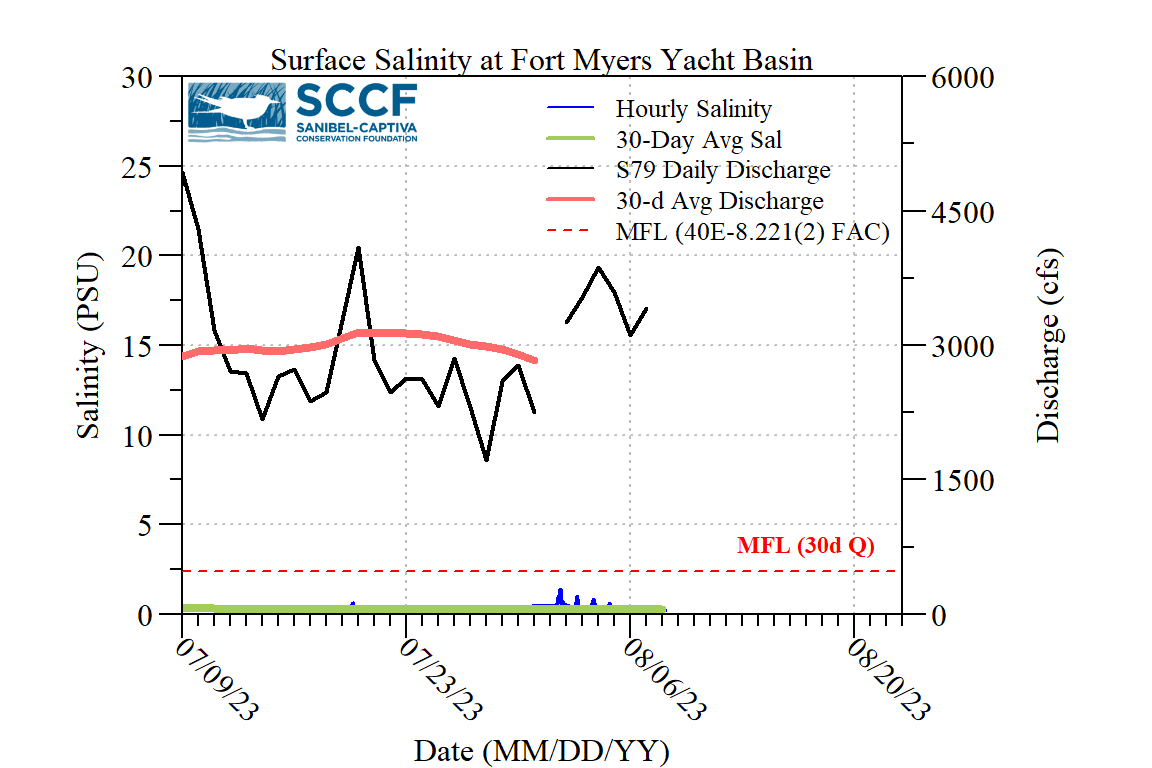 Surface Salinity at Fort Myers Yacht Basin
SCCF
SANIBEL-CAPTIVA
CONSERVATION FOUNDATION
Hourly Salinity
30-Day Avg Sal
S79 Daily Discharge
30-d Avg Discharge
MFL (40E-8.221(2) FAC)
30
25
20
15
10
5
0
Salinity (PSU)
6000
4500
3000
1500
0
Discharge (cfs)
MFL (30d Q)
07/09/23
07/23/23
08/06/23
08/20/23
Date (MM/DD/YY)